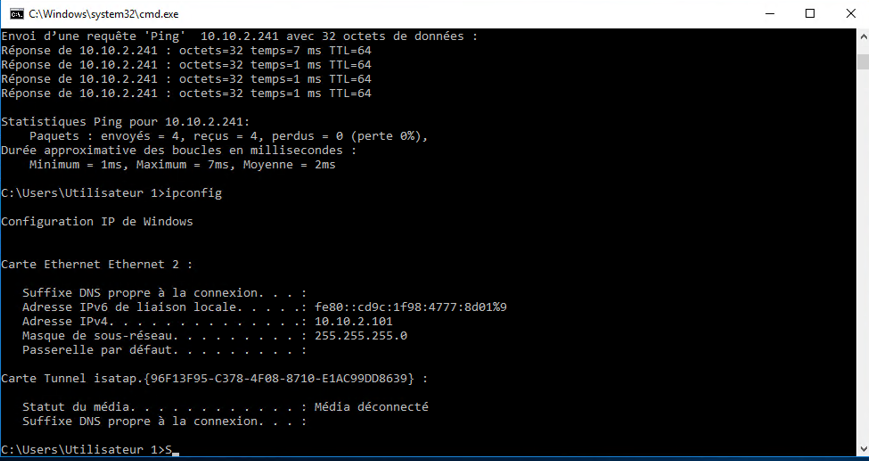 C:\Windows\system32\cmd.exe
Envoi d’une requête 'Ping'  10.10.2.241 avec 32 octets de données :
Réponse de 10.10.2.241 : octets=32 temps=7 ms TTL=64
Réponse de 10.10.2.241 : octets=32 temps=1 ms TTL=64
Réponse de 10.10.2.241 : octets=32 temps=1 ms TTL=64
Réponse de 10.10.2.241 : octets=32 temps=1 ms TTL=64
Statistiques Ping pour 10.10.2.241:
    Paquets : envoyés = 4, reçus = 4, perdus = 0 (perte 0%),
Durée approximative des boucles en millisecondes :
    Minimum = 1ms, Maximum = 7ms, Moyenne = 2ms
C:\Users\Utilisateur 1>ipconfig
Configuration IP de Windows
Carte Ethernet Ethernet 2 :
   Suffixe DNS propre à la connexion. . . :
   Adresse IPv6 de liaison locale. . . . .: fe80::cd9c:1f98:4777:8d01%9
   Adresse IPv4. . . . . . . . . . . . . .: 10.10.2.101
   Masque de sous-réseau. . . . . . . . . : 255.255.255.0
   Passerelle par défaut. . . . . . . . . :
Carte Tunnel isatap.{96F13F95-C378-4F08-8710-E1AC99DD8639} :
   Statut du média. . . . . . . . . . . . : Média déconnecté
   Suffixe DNS propre à la connexion. . . :
C:\Users\Utilisateur 1>S_